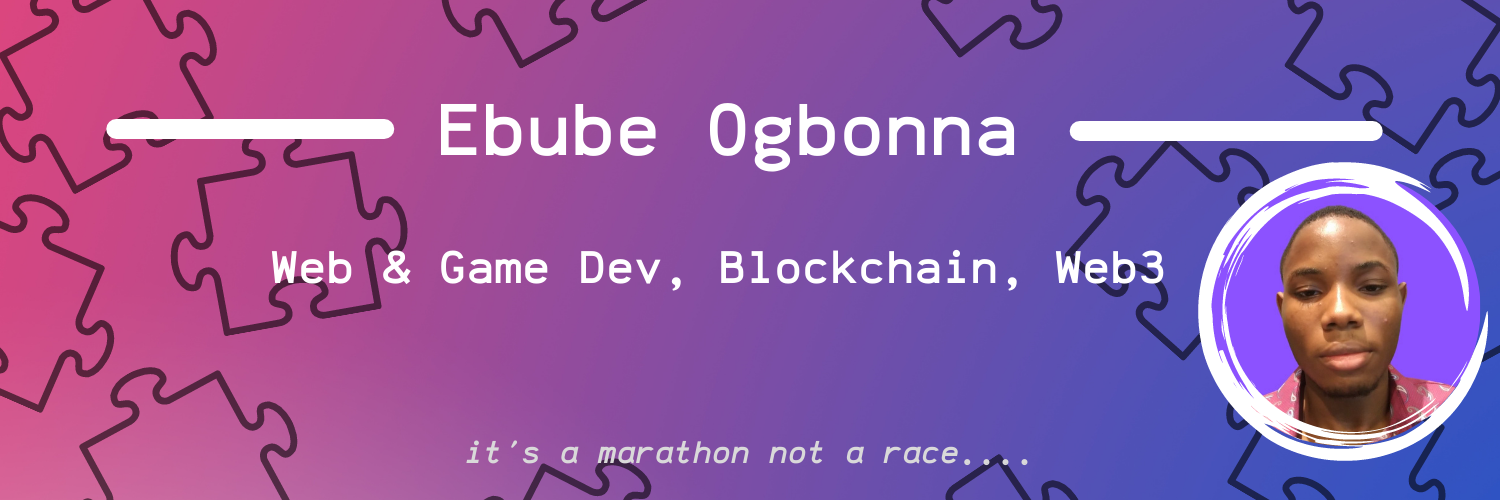 Ebube Ogbonna
Web & Game Dev, Blockchain, Web3
it's a marathon not a race....